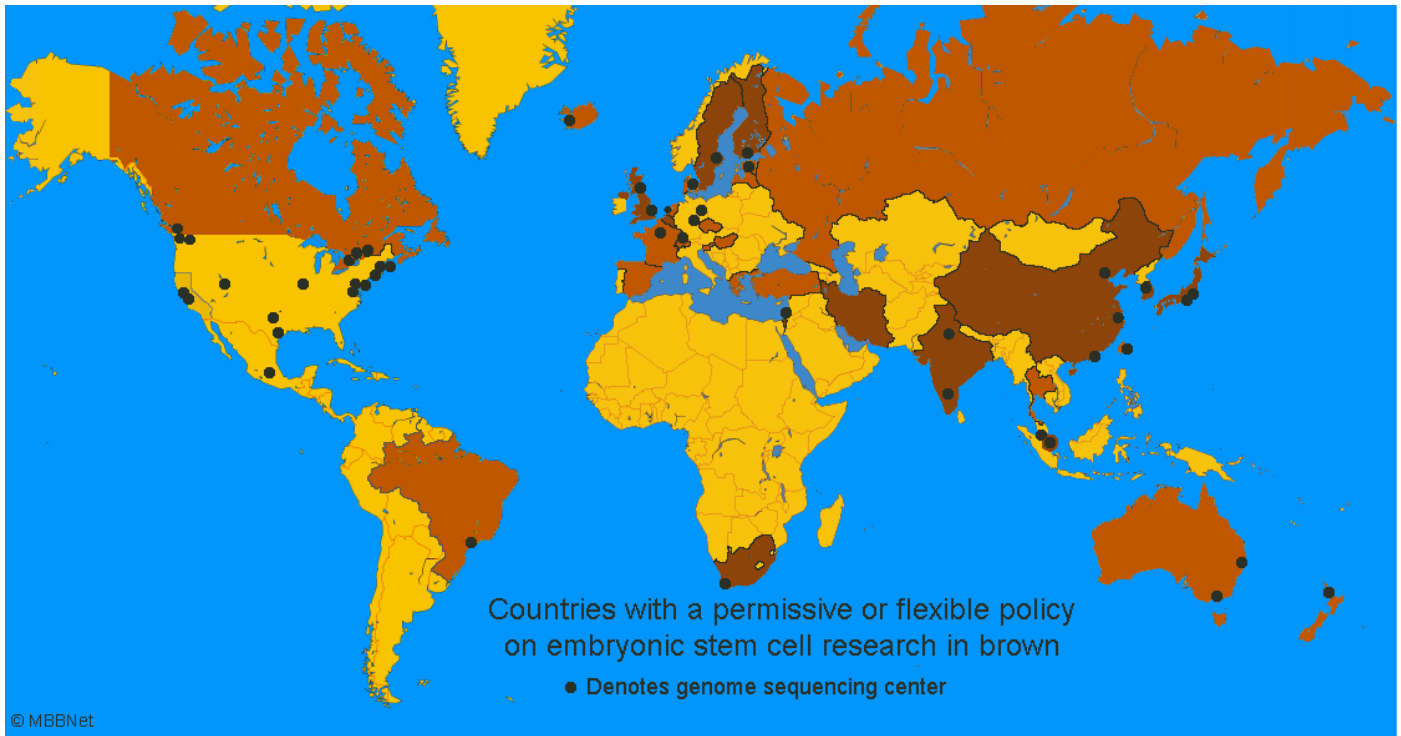 Countries with a permissive or flexible policy
on embryonic stem cell research in brown
● Denotes genome sequencing center
© MBBNet